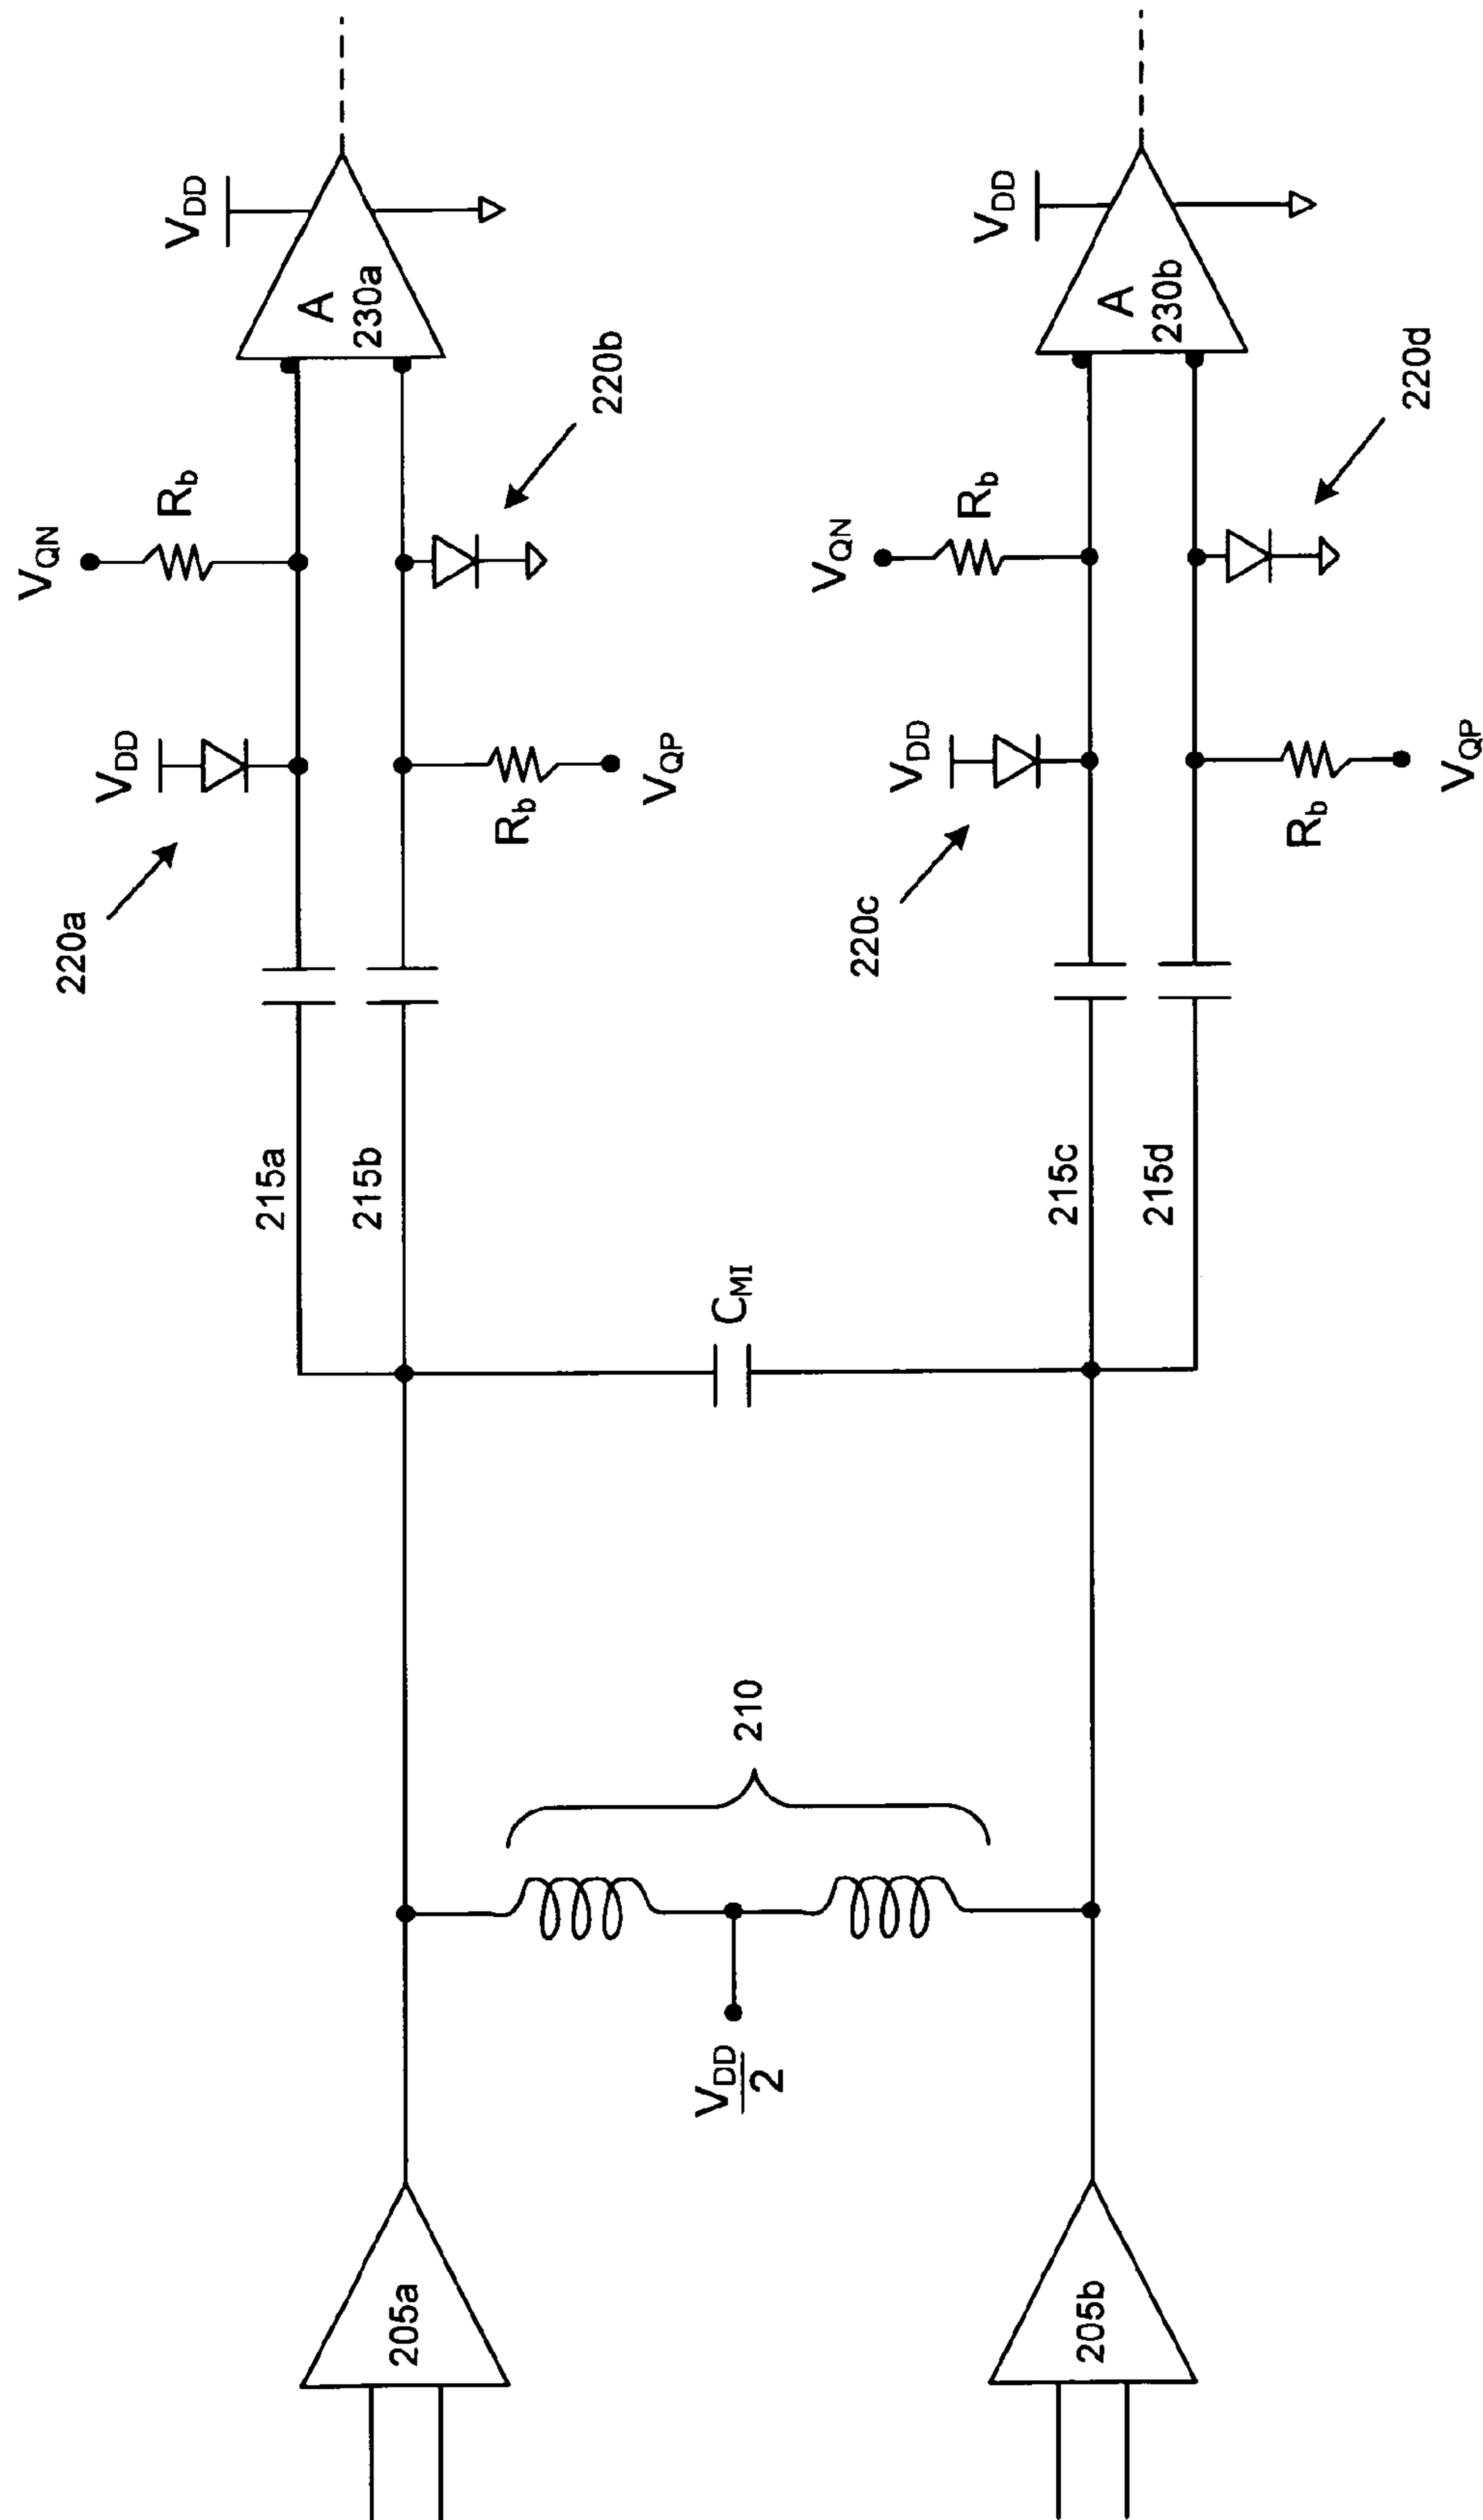 VQN
220a
VDD
Rb
VDD
215a
A
205a
215b
230a
Rb
220b
VQP
VDD
2
CMI
210
VQN
220c
VDD
Rb
VDD
215c
A
205b
215d
230b
Rb
220d
VQP